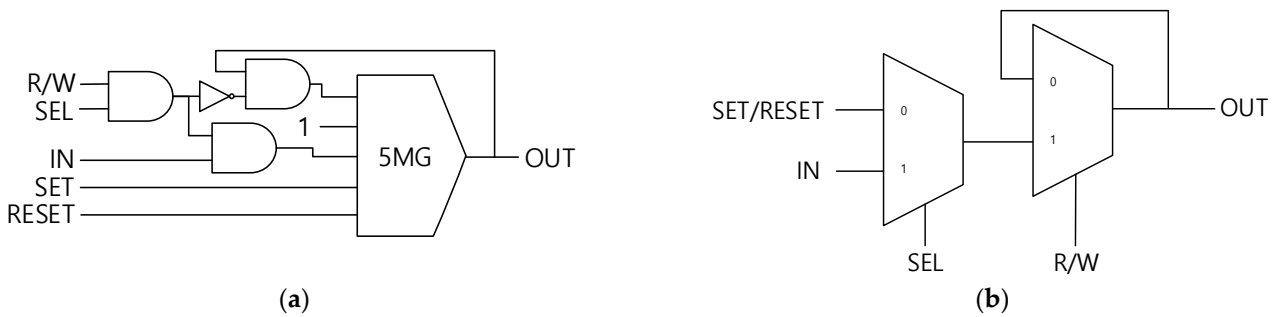 R/W
SEL
IN
SET
RESET
1
5MG
OUT
(a)
SET/RESET
IN
0
1
SEL
0
1
R/W
OUT
(b)